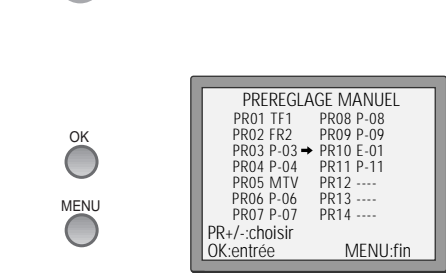 OK
MENU
PREREGLAGE MANUEL
PR01 TF1 PR08 P-08
PR02 FR2 PR09 P-09
PR03 P-03 ➡ PR10 E-01
PR04 P-04 PR11 P-11
PR05 MTV PR12 ----
PR06 P-06 PR13 ----
PR07 P-07 PR14 ----
PR+/-:choisir
OK:entrée MENU:fin